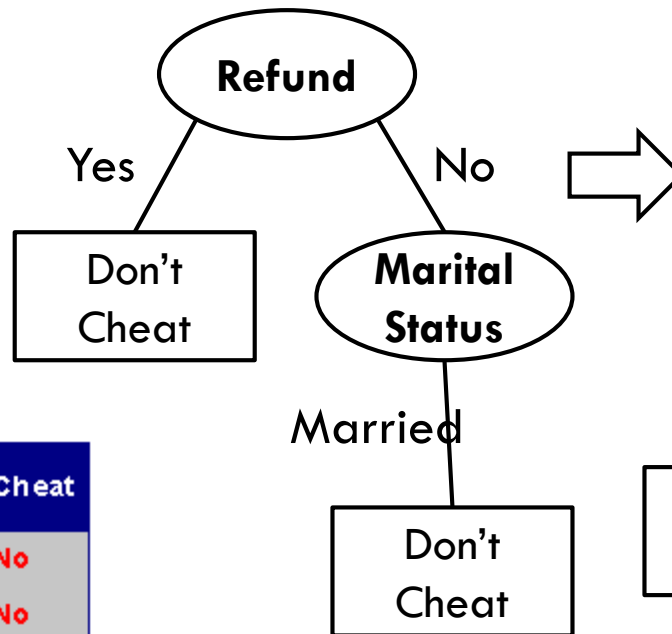 Refund
Yes
No
Don't
Cheat
Marital
Status
Married
Cheat
No
No
Don't
Cheat